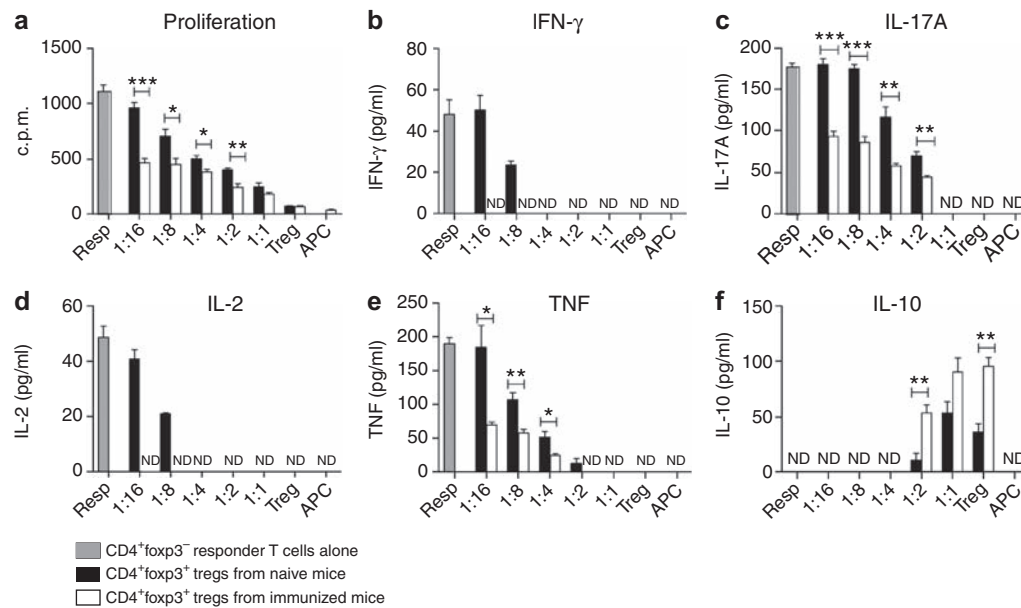 a Proliferation
c.p.m.
1500
1000
500
0
*** * * **
Resp 1:16 1:8 1:4 1:2 1:1 Treg APC
b IFN-γ
IFN-γ (pg/ml)
80
60
40
20
0
ND ND ND ND ND ND ND
Resp 1:16 1:8 1:4 1:2 1:1 Treg APC
c IL-17A
IL-17A (pg/ml)
200
150
100
50
0
*** *** ** **
ND ND ND
Resp 1:16 1:8 1:4 1:2 1:1 Treg APC
d IL-2
IL-2 (pg/ml)
60
40
20
0
ND ND ND ND ND ND ND
Resp 1:16 1:8 1:4 1:2 1:1 Treg APC
e TNF
TNF (pg/ml)
250
200
150
100
50
0
* ** *
ND ND ND ND
Resp 1:16 1:8 1:4 1:2 1:1 Treg APC
f IL-10
IL-10 (pg/ml)
150
100
50
0
** **
ND ND ND ND ND
Resp 1:16 1:8 1:4 1:2 1:1 Treg APC
CD4⁺foxp3⁻ responder T cells alone
CD4⁺foxp3⁺ tregs from naive mice
CD4⁺foxp3⁺ tregs from immunized mice